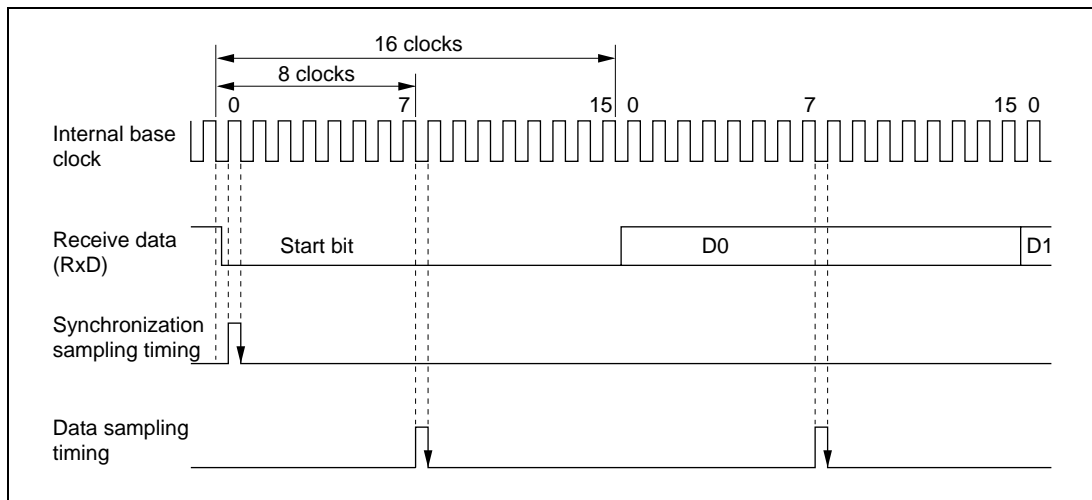 16 clocks
8 clocks
0 7 15 0 7 15 0
Internal base
clock
Receive data
(RxD)
Start bit D0 D1
Synchronization
sampling timing
Data sampling
timing